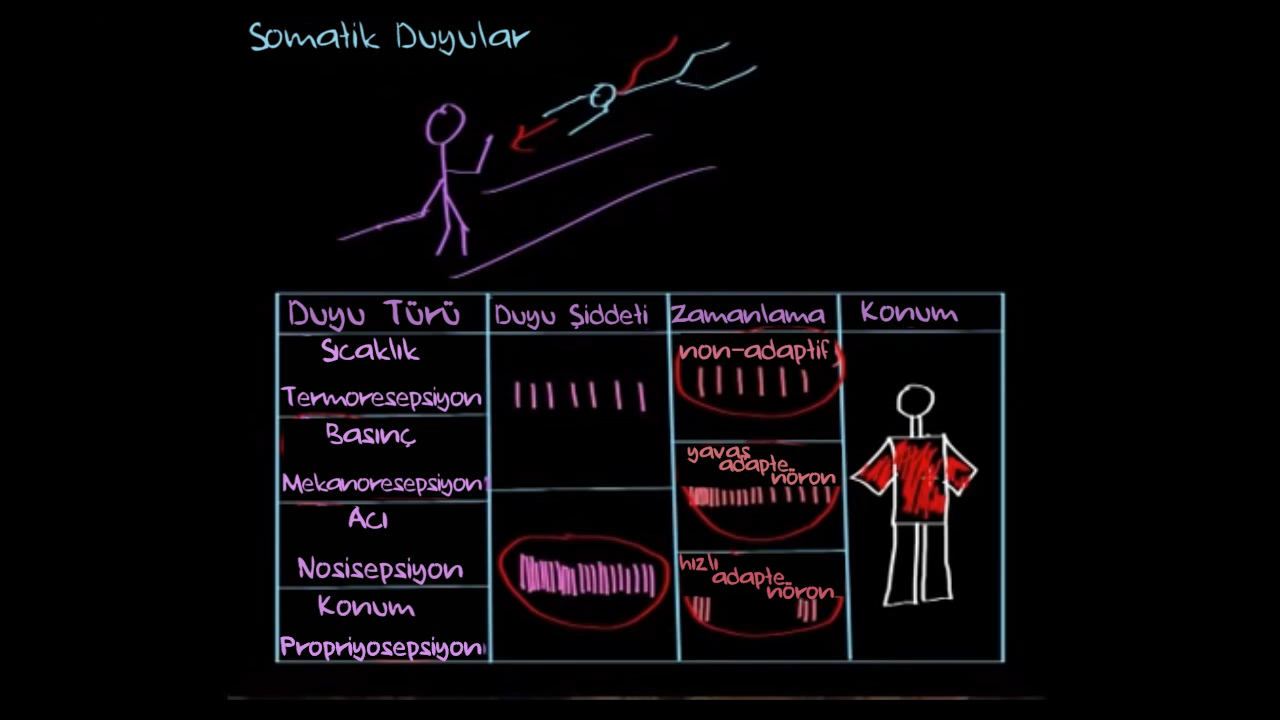 Somatik Duyular
Duyu Türü
Duyu Şiddeti
Zamanlama
Konum
Sıcaklık
Termoresepsiyon
Basınç
Mekanoresepsiyon
Acı
Nosisepsiyon
Konum
Propriyosepsiyon
non-adaptif
yavaş
adapte
nöron
hızlı
adapte
nöron